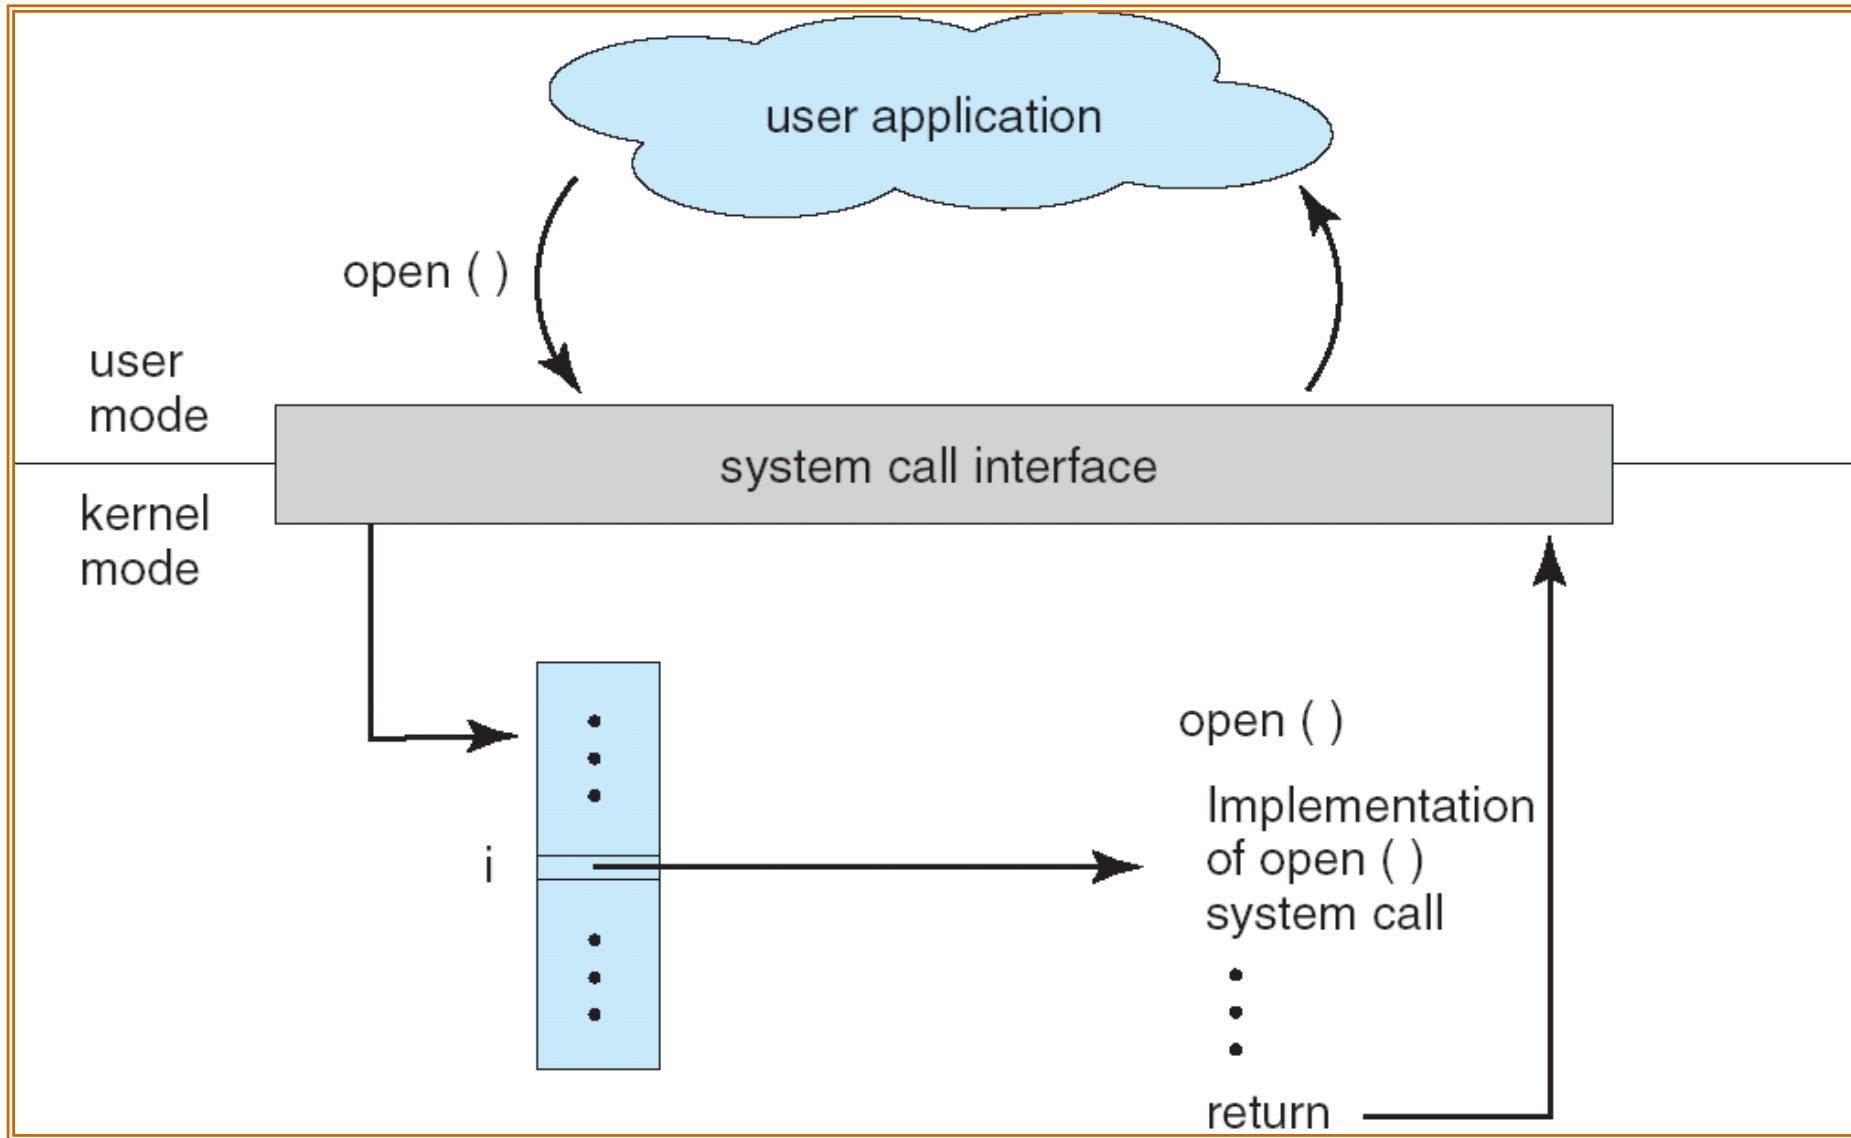 user application
open ( )
user
mode
system call interface
kernel
mode
open ( )
Implementation
i
of open ( )
system call
return